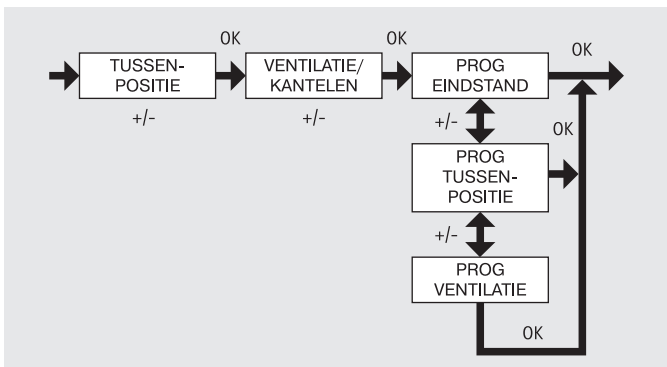 OK
OK
OK
TUSSEN-
POSITIE
VENTILATIE/
KANTELEN
PROG
EINDSTAND
+/-
+/-
+/-
OK
PROG
TUSSEN-
POSITIE
+/-
PROG
VENTILATIE
OK